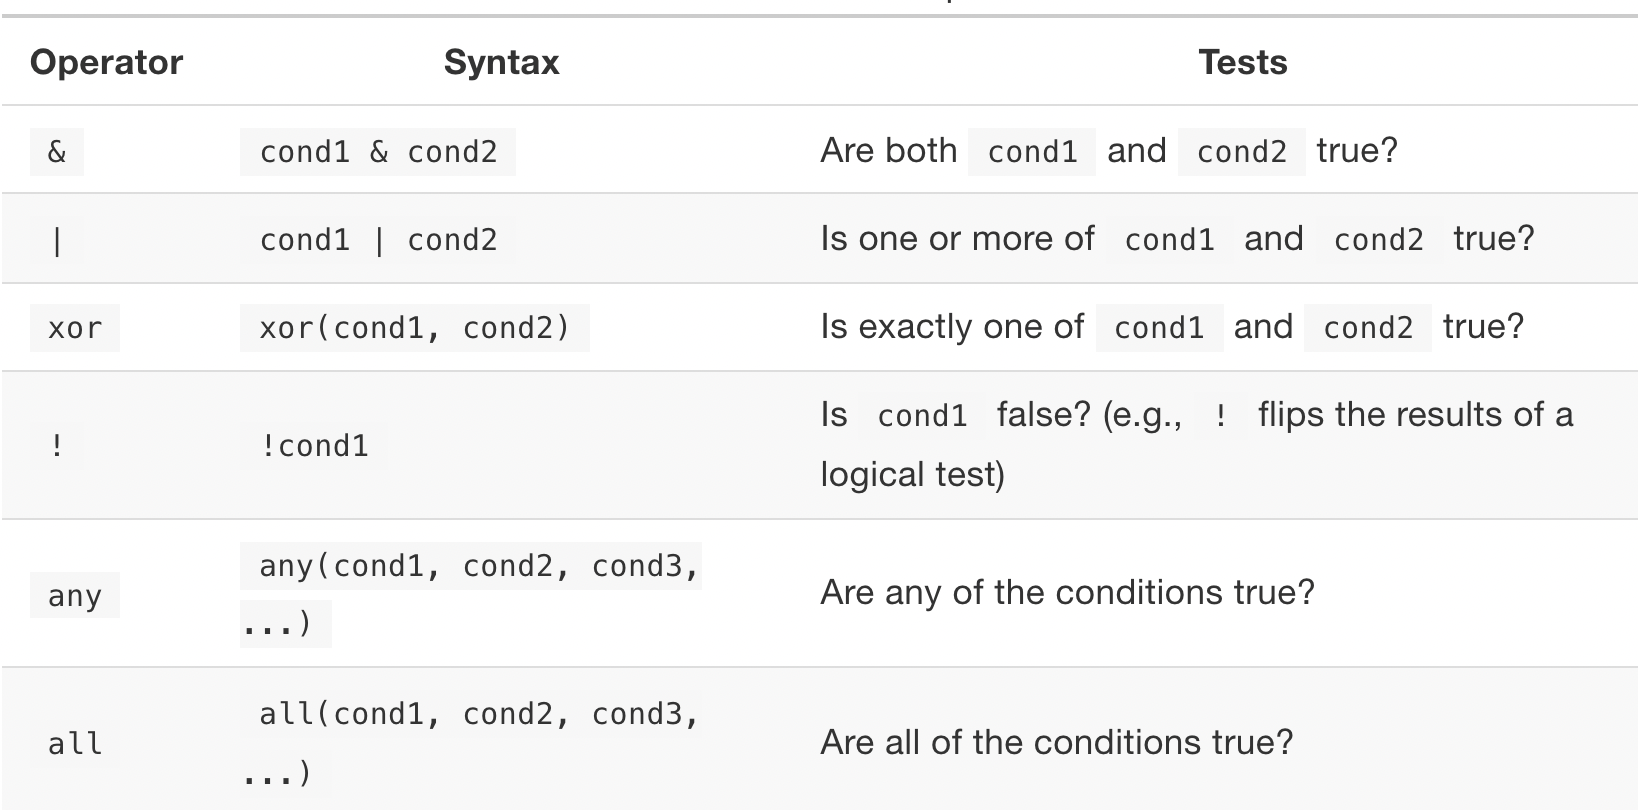 Operator Syntax Tests
& cond1 & cond2 Are both cond1 and cond2 true?
| cond1 | cond2 Is one or more of cond1 and cond2 true?
xor xor(cond1, cond2) Is exactly one of cond1 and cond2 true?
! !cond1 Is cond1 false? (e.g., ! flips the results of a
logical test)
any any(cond1, cond2, cond3,
...) Are any of the conditions true?
all all(cond1, cond2, cond3,
...) Are all of the conditions true?